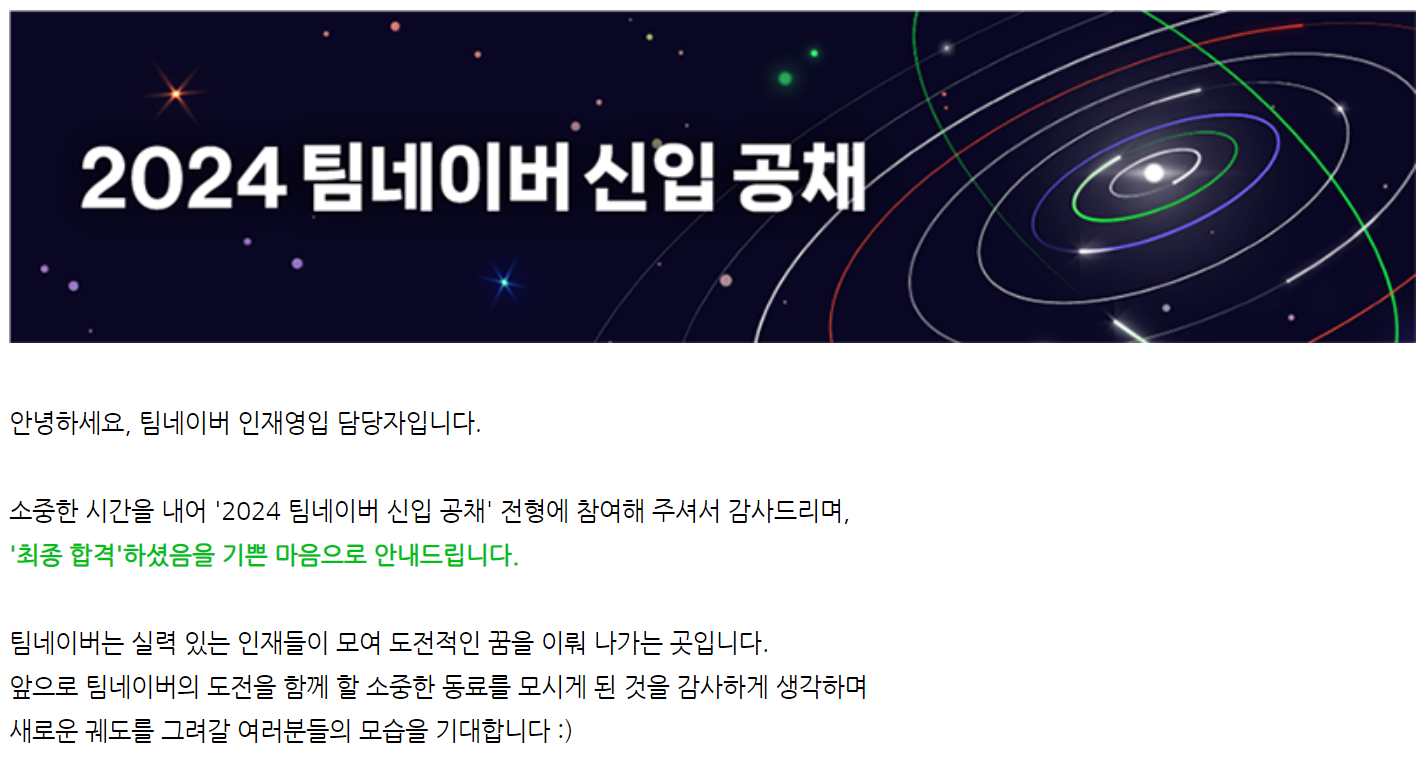 2024 팀네이버 신입 공채
안녕하세요, 팀네이버 인재영입 담당자입니다.
소중한 시간을 내어 '2024 팀네이버 신입 공채' 전형에 참여해 주셔서 감사드리며,
'최종 합격'하셨음을 기쁜 마음으로 안내드립니다.
팀네이버는 실력 있는 인재들이 모여 도전적인 꿈을 이뤄 나가는 곳입니다.
앞으로 팀네이버의 도전을 함께 할 소중한 동료를 모시게 된 것을 감사하게 생각하며
새로운 궤도를 그려갈 여러분들의 모습을 기대합니다 :)